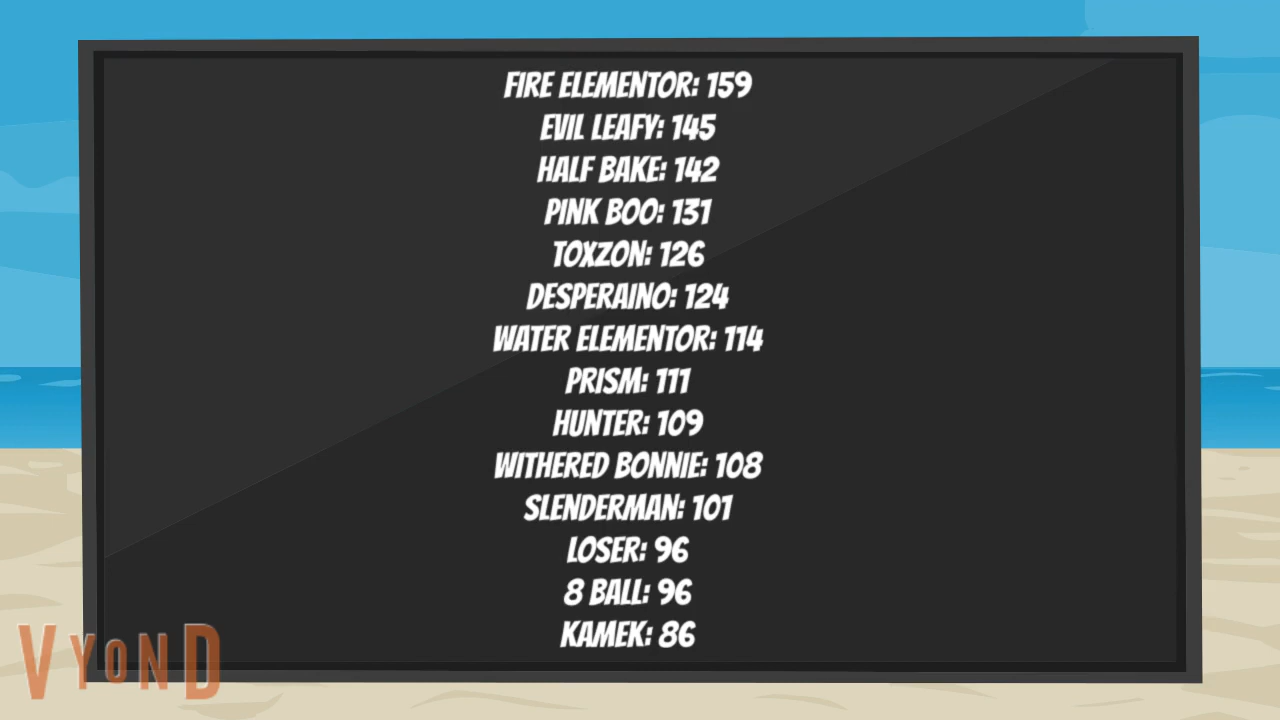 FIRE ELEMENTOR: 159
EVIL LEAFY: 145
HALF BAKE: 142
PINK BOO: 131
TOXZON: 126
DESPERAINO: 124
WATER ELEMENTOR: 114
PRISM: 111
HUNTER: 109
WITHERED BONNIE: 108
SLENDERMAN: 101
LOSER: 96
8 BALL: 96
KAMEK: 86
VYOND